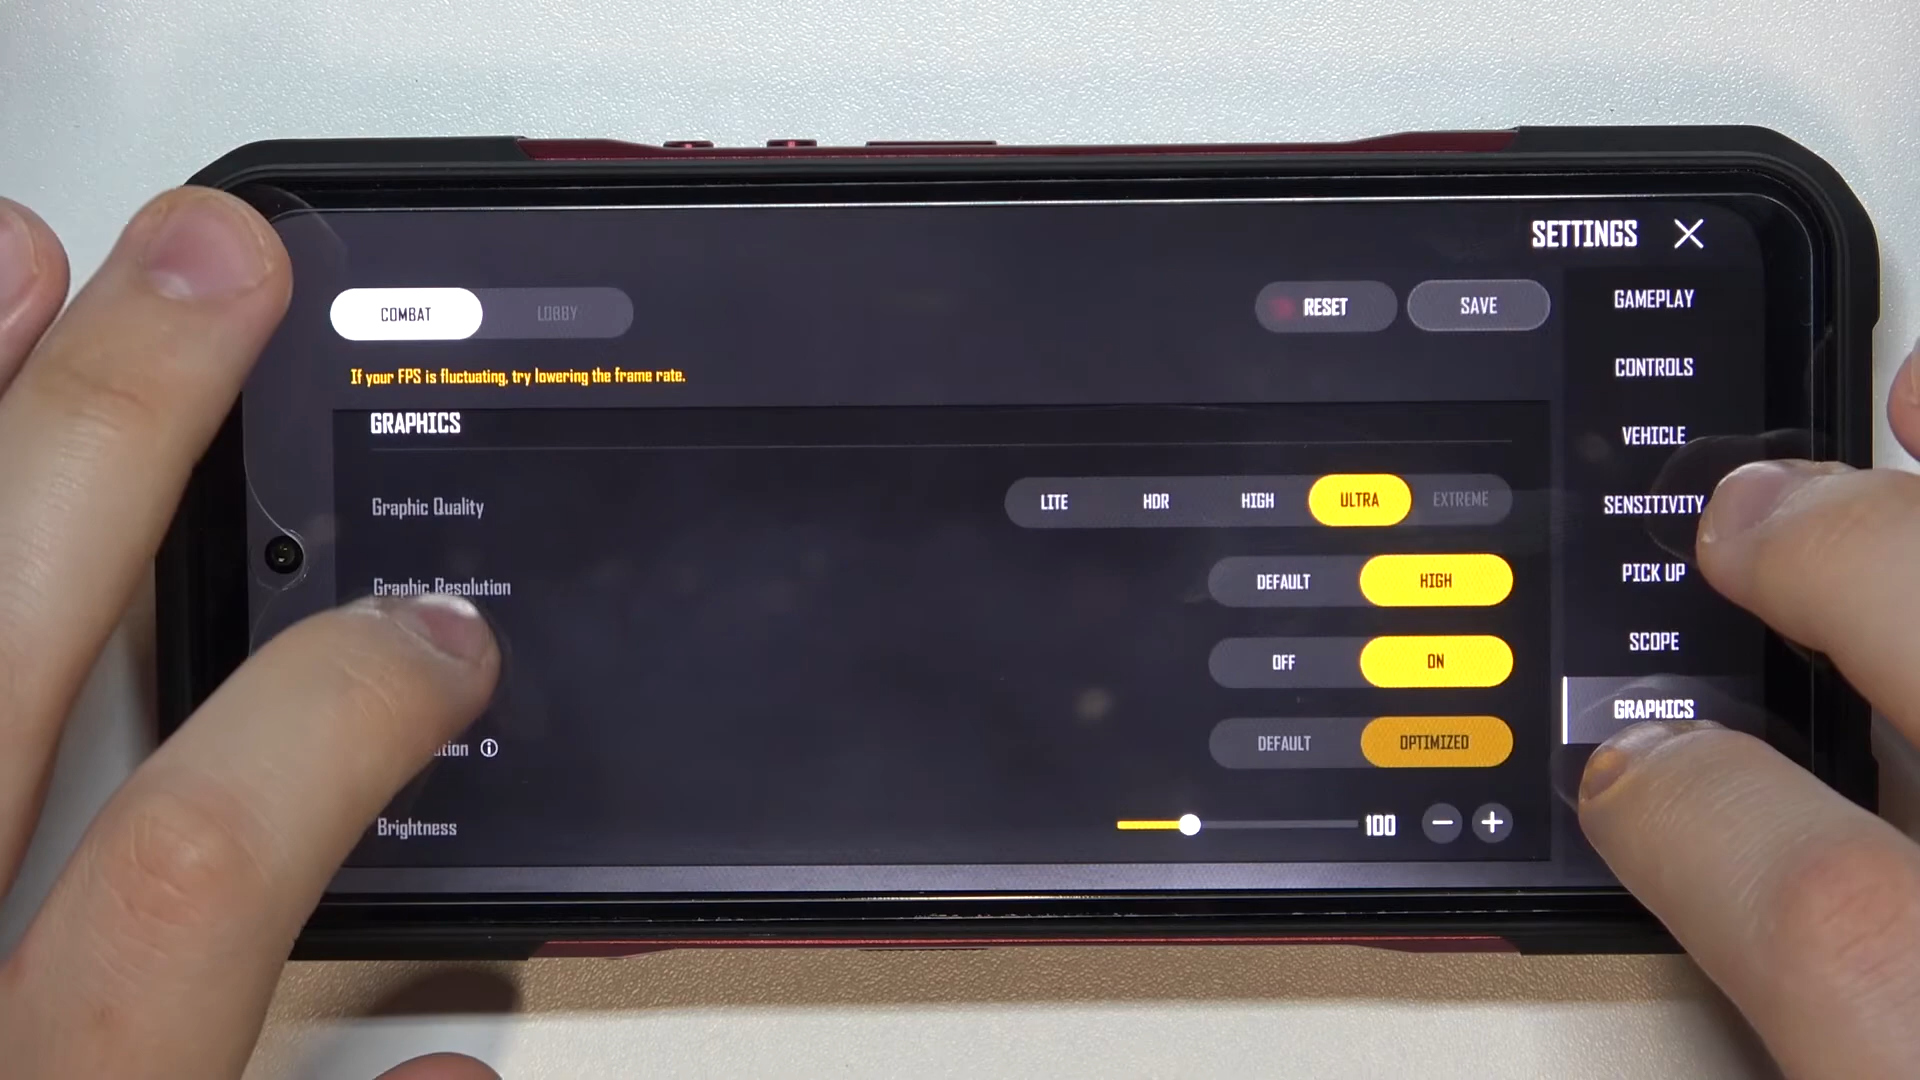 SETTINGS
COMBAT LOBBY
RESET SAVE
If your FPS is fluctuating, try lowering the frame rate.
GRAPHICS
Graphic Quality LITE HDR HIGH ULTRA EXTREME
Graphic Resolution DEFAULT HIGH
OFF ON
DEFAULT OPTIMIZED
Brightness 100
GAMEPLAY
CONTROLS
VEHICLE
SENSITIVITY
PICK UP
SCOPE
GRAPHICS